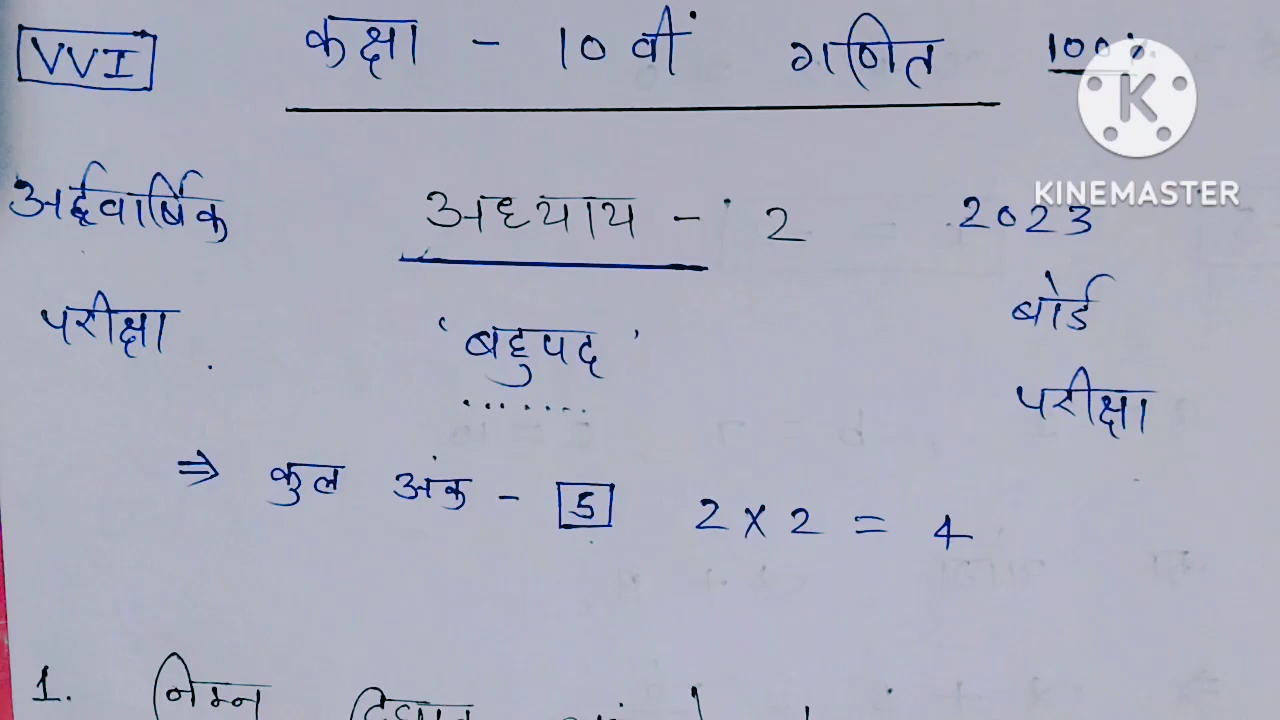 VVI कक्षा - 10 वीं गणित 100%
K
KINEMASTER
अर्द्धवार्षिक अध्याय - 2 2023
परीक्षा 'बहुपद' बोर्ड
परीक्षा
⇒ कुल अंक - 5 2 x 2 = 4
1. निम्न द्विघात